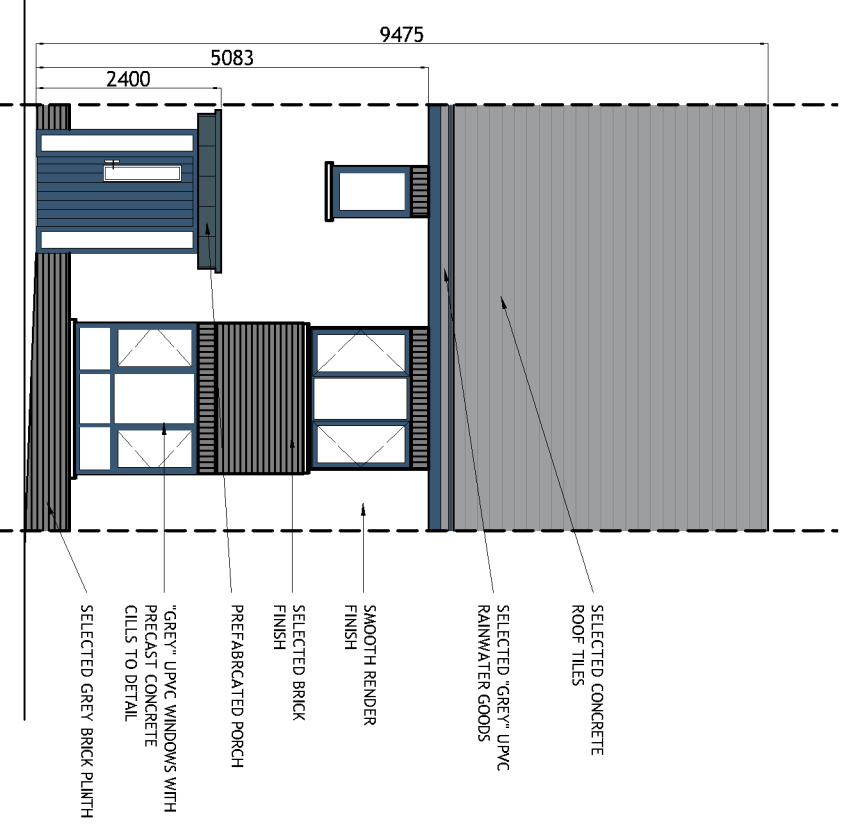 9475
5083
2400
SELECTED CONCRETE
ROOF TILES
SELECTED "GREY" UPVC
RAINWATER GOODS
SMOOTH RENDER
FINISH
SELECTED BRICK
FINISH
PREFABRCATED PORCH
"GREY" UPVC WINDOWS WITH
PRECAST CONCRETE
CILLS TO DETAIL
SELECTED GREY BRICK PLINTH